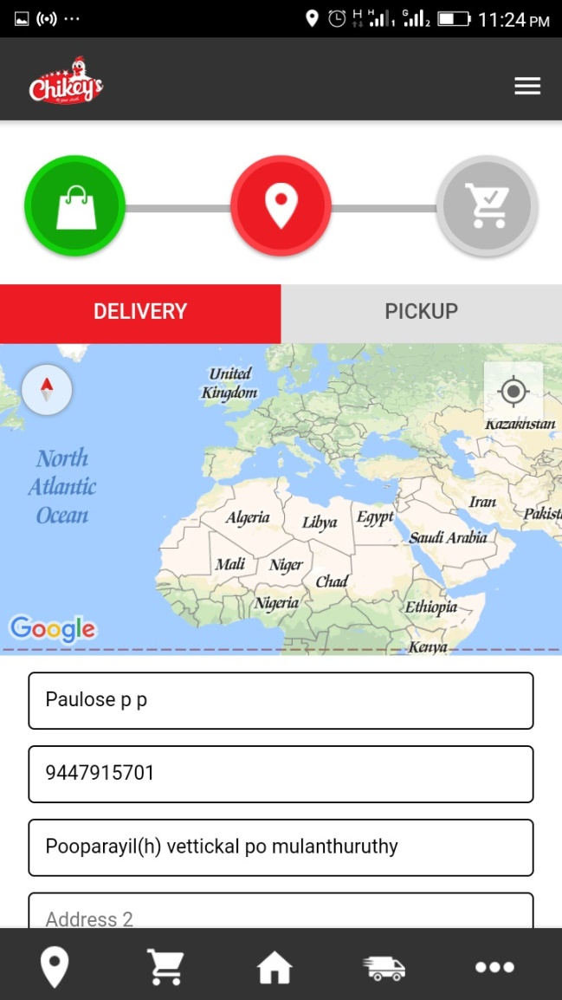 11:24 PM
Chikey's
DELIVERY
PICKUP
United
Kingdom
Kazakhstan
North
Atlantic
Ocean
Iran
Pakist
Algeria
Libya
Egypt
Saudi Arabia
Mali
Niger
Chad
Nigeria
Ethiopia
Google
Kenya
Paulose p p
9447915701
Pooparayil(h) vettickal po mulanthuruthy
Address 2